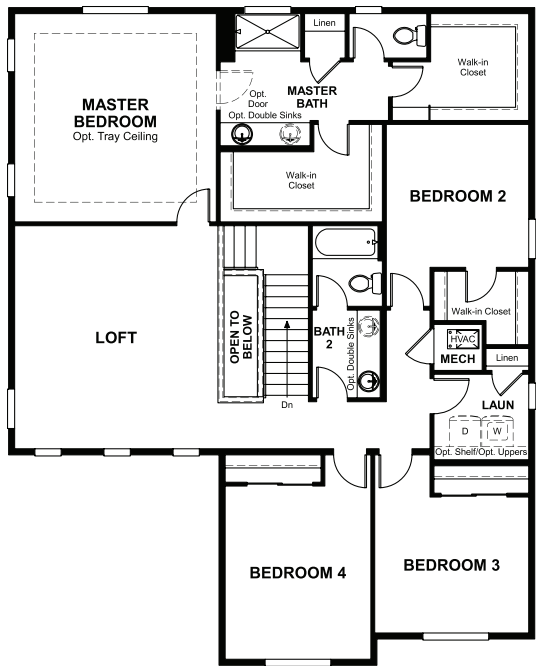 Linen
Walk-in
Closet
MASTER
BEDROOM
Opt. Tray Ceiling
Opt.
Door
MASTER
BATH
Opt. Double Sinks
Walk-in
Closet
BEDROOM 2
LOFT
OPEN TO
BELOW
Dn
BATH
2
Opt. Double Sinks
Walk-in Closet
HVAC
MECH
Linen
LAUN
D
W
Opt. Shelf/Opt. Uppers
BEDROOM 4
BEDROOM 3